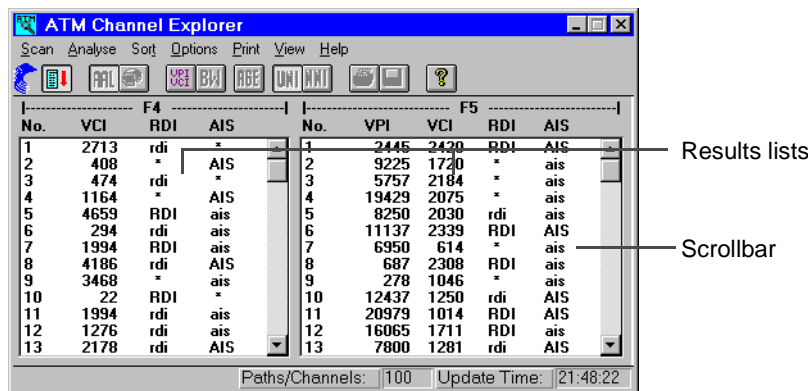 ATM Channel Explorer
Scan Analyse Sort Options Print View Help
AAL VPI VCI BW AGE UNI NNI ?
|---------------- F4 ----------------| |-------------------- F5 --------------------|
No. VCI RDI AIS No. VPI VCI RDI AIS
1 2713 rdi * 1 2445 2420 RDI AIS
2 408 * AIS 2 9225 1720 * ais
3 474 rdi * 3 5757 2184 * ais
4 1164 * AIS 4 19429 2075 * ais
5 4659 RDI ais 5 8250 2030 rdi ais
6 294 rdi ais 6 11137 2339 RDI AIS
7 1994 RDI ais 7 6950 614 * ais
8 4186 rdi AIS 8 687 2308 RDI ais
9 3468 * ais 9 278 1046 * ais
10 22 RDI * 10 12437 1250 rdi AIS
11 1994 rdi ais 11 20979 1014 RDI AIS
12 1276 rdi ais 12 16065 1711 RDI ais
13 2178 rdi AIS 13 7800 1281 rdi AIS
Paths/Channels: 100 Update Time: 21:48:22
Results lists
Scrollbar